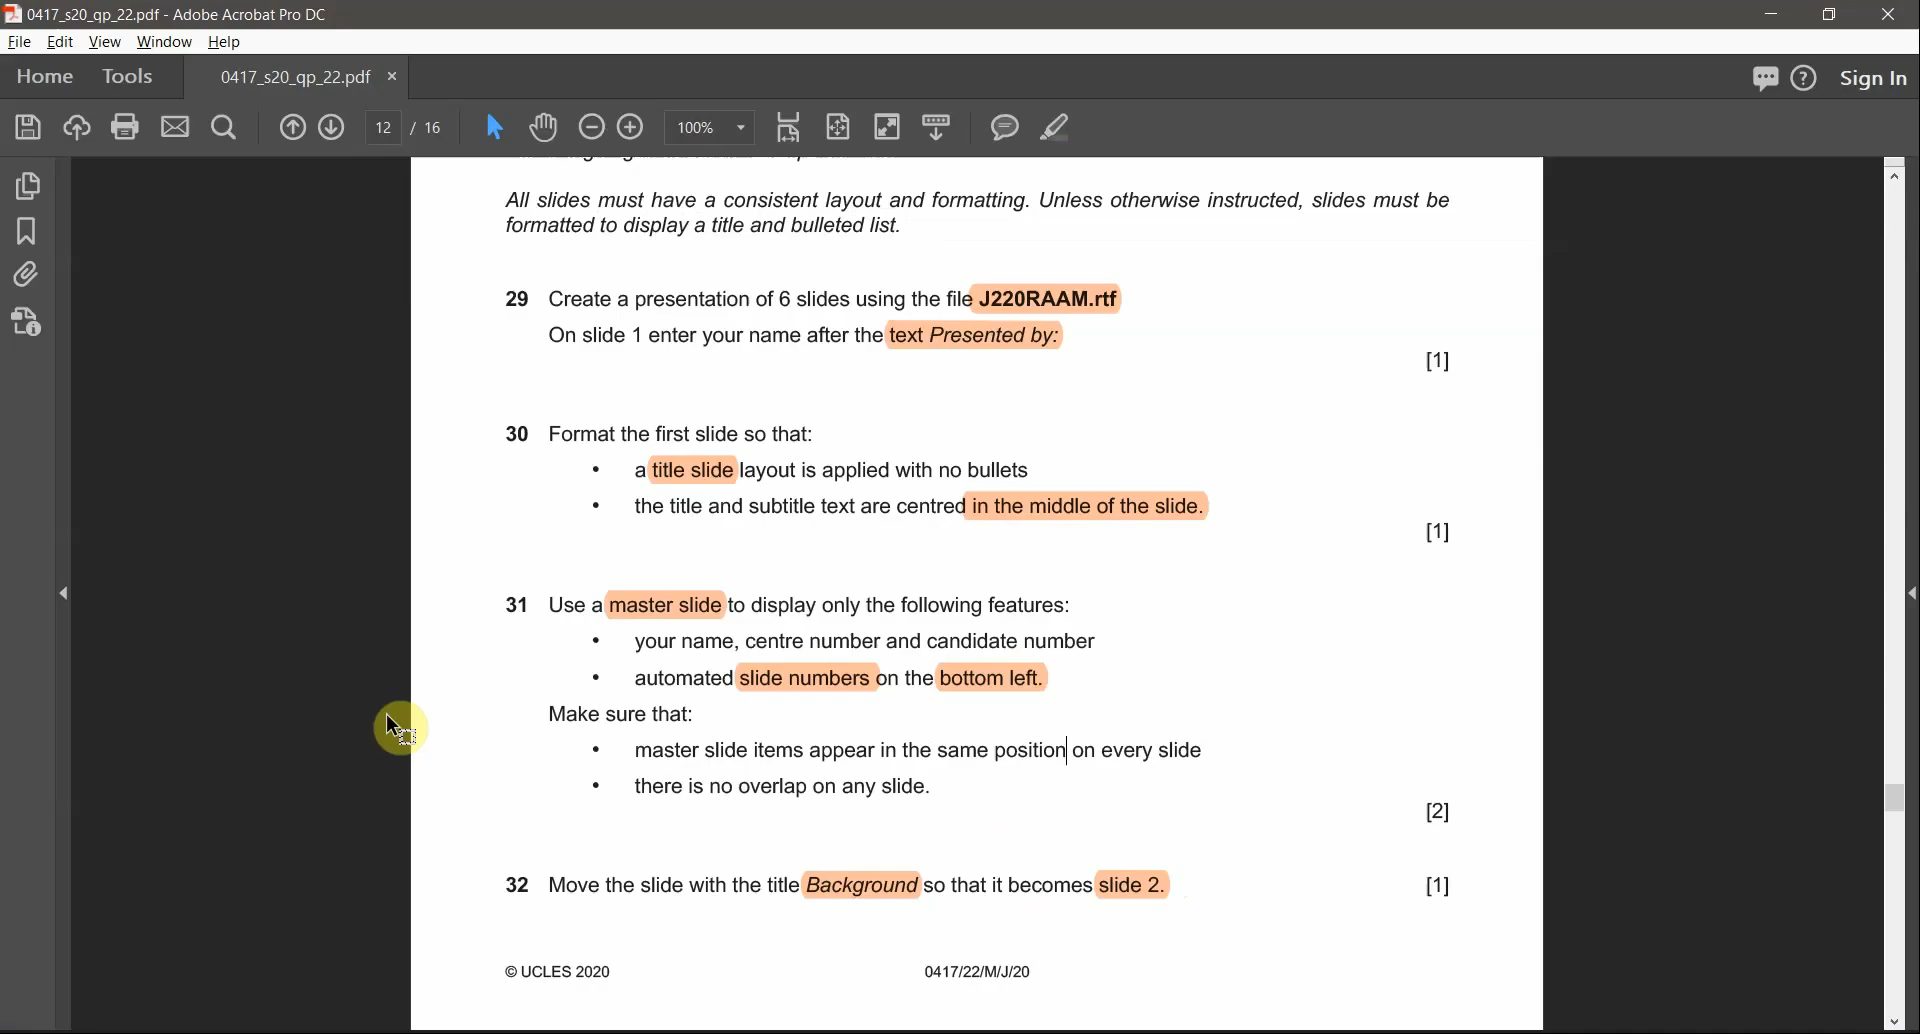 0417_s20_qp_22.pdf - Adobe Acrobat Pro DC
File Edit View Window Help
Home Tools 0417_s20_qp_22.pdf × Sign In
12 / 16 100%
All slides must have a consistent layout and formatting. Unless otherwise instructed, slides must be
formatted to display a title and bulleted list.
29 Create a presentation of 6 slides using the file J220RAAM.rtf
On slide 1 enter your name after the text Presented by:
[1]
30 Format the first slide so that:
• a title slide layout is applied with no bullets
• the title and subtitle text are centred in the middle of the slide.
[1]
31 Use a master slide to display only the following features:
• your name, centre number and candidate number
• automated slide numbers on the bottom left.
Make sure that:
• master slide items appear in the same position on every slide
• there is no overlap on any slide.
[2]
32 Move the slide with the title Background so that it becomes slide 2. [1]
© UCLES 2020 0417/22/M/J/20